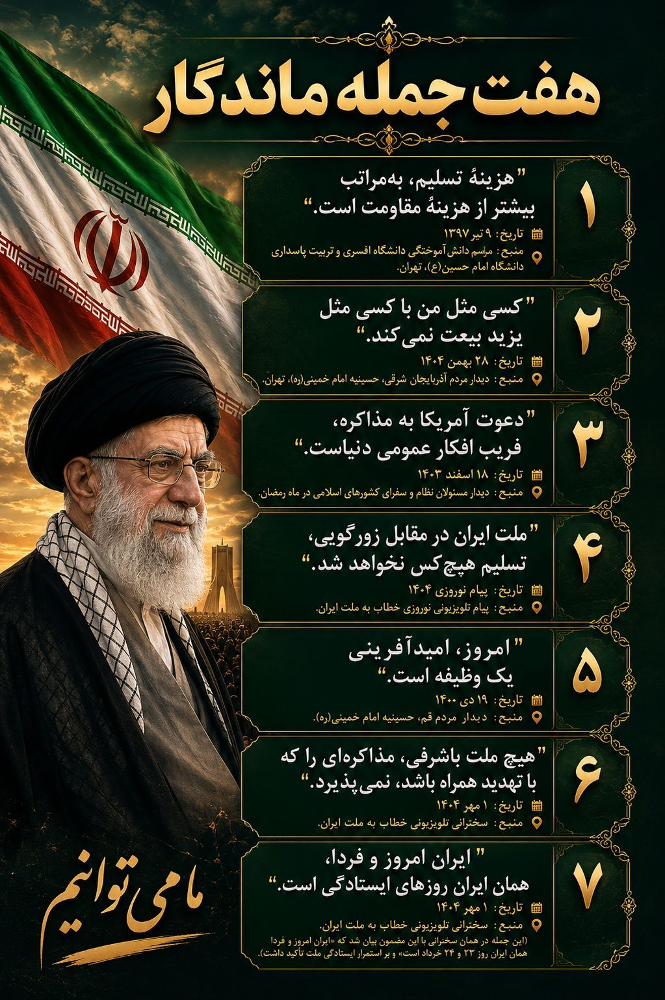 هفت جمله ماندگار
۱
”هزینهٔ تسلیم، به‌مراتب
بیشتر از هزینهٔ مقاومت است.“
تاریخ: ۹ تیر ۱۳۹۷
منبع: مراسم دانش‌آموختگی دانشگاه افسری و تربیت پاسداری
دانشگاه امام حسین(ع)، تهران.
۲
”کسی مثل من با کسی مثل
یزید بیعت نمی‌کند.“
تاریخ: ۲۸ بهمن ۱۴۰۴
منبع: دیدار مردم آذربایجان شرقی، حسینیه امام خمینی(ره)، تهران.
۳
”دعوت آمریکا به مذاکره،
فریب افکار عمومی دنیاست.“
تاریخ: ۱۸ اسفند ۱۴۰۳
منبع: دیدار مسئولان نظام و سفرای کشورهای اسلامی در ماه رمضان.
۴
”ملت ایران در مقابل زورگویی،
تسلیم هیچ‌کس نخواهد شد.“
تاریخ: پیام نوروزی ۱۴۰۴
منبع: پیام تلویزیونی نوروزی خطاب به ملت ایران.
۵
”امروز، امیدآفرینی
یک وظیفه است.“
تاریخ: ۱۹ دی ۱۴۰۰
منبع: دیدار مردم قم، حسینیه امام خمینی(ره).
۶
”هیچ ملت باشرفی، مذاکره‌ای را که
با تهدید همراه باشد، نمی‌پذیرد.“
تاریخ: ۱ مهر ۱۴۰۴
منبع: سخنرانی تلویزیونی خطاب به ملت ایران.
۷
”ایران امروز و فردا،
همان ایران روزهای ایستادگی است.“
تاریخ: ۱ مهر ۱۴۰۴
منبع: سخنرانی تلویزیونی خطاب به ملت ایران.
(این جمله در همان سخنرانی با این مضمون بیان شد که «ایران امروز و فردا
همان ایران روز ۲۳ و ۲۴ خرداد است» و بر استمرار ایستادگی ملت تأکید داشت).
ما می توانیم